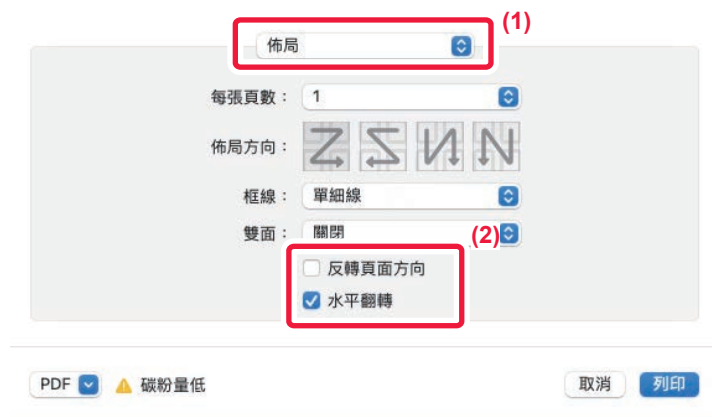 (1)
佈局
每張頁數： 1
佈局方向：
框線： 單細線
雙面： 關閉
(2)
反轉頁面方向
水平翻轉
PDF 碳粉量低 取消 列印